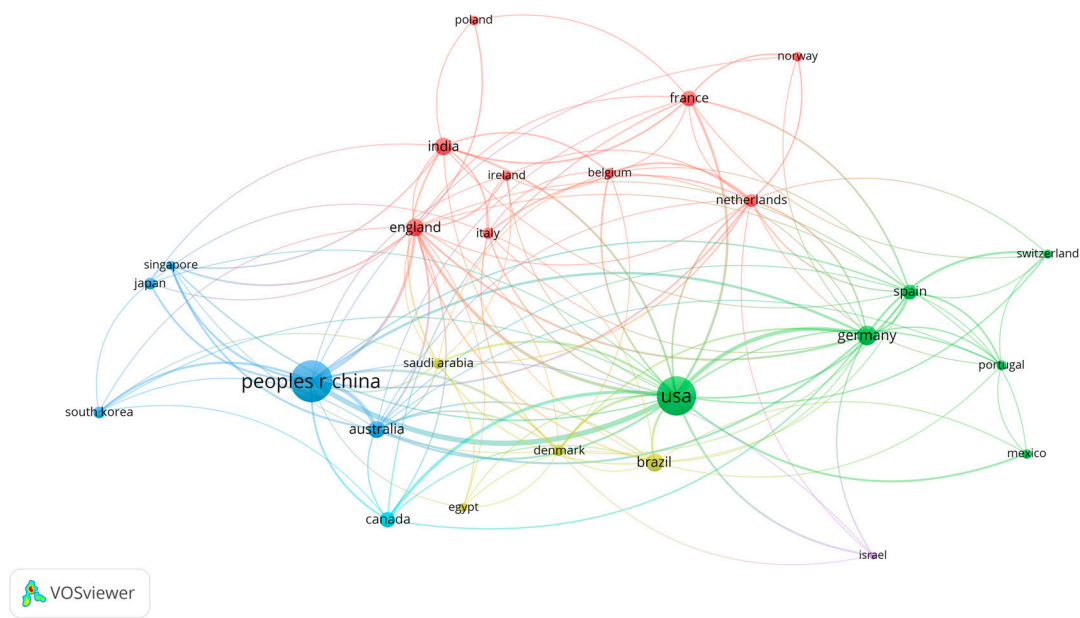 poland
norway
france
india
ireland
belgium
netherlands
england
italy
switzerland
singapore
japan
spain
germany
saudi arabia
portugal
peoples r china
usa
south korea
australia
denmark
brazil
mexico
egypt
canada
israel
VOSviewer